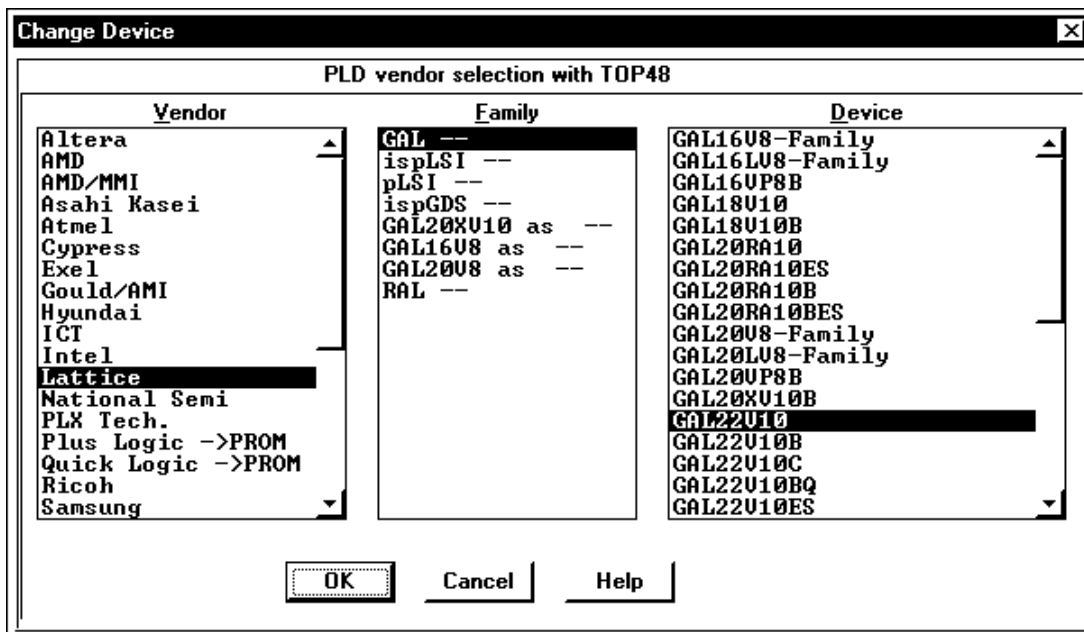 Change Device
PLD vendor selection with TOP48
Vendor
Altera
AMD
AMD/MMI
Asahi Kasei
Atmel
Cypress
Exel
Gould/AMI
Hyundai
ICT
Intel
Lattice
National Semi
PLX Tech.
Plus Logic ->PROM
Quick Logic ->PROM
Ricoh
Samsung
Family
GAL --
ispLSI --
pLSI --
ispGDS --
GAL20XV10 as --
GAL16V8 as --
GAL20V8 as --
RAL --
Device
GAL16V8-Family
GAL16LV8-Family
GAL16VP8B
GAL18V10
GAL18V10B
GAL20RA10
GAL20RA10ES
GAL20RA10B
GAL20RA10BES
GAL20V8-Family
GAL20LV8-Family
GAL20VP8B
GAL20XV10B
GAL22V10
GAL22V10B
GAL22V10C
GAL22V10BQ
GAL22V10ES
OK
Cancel
Help